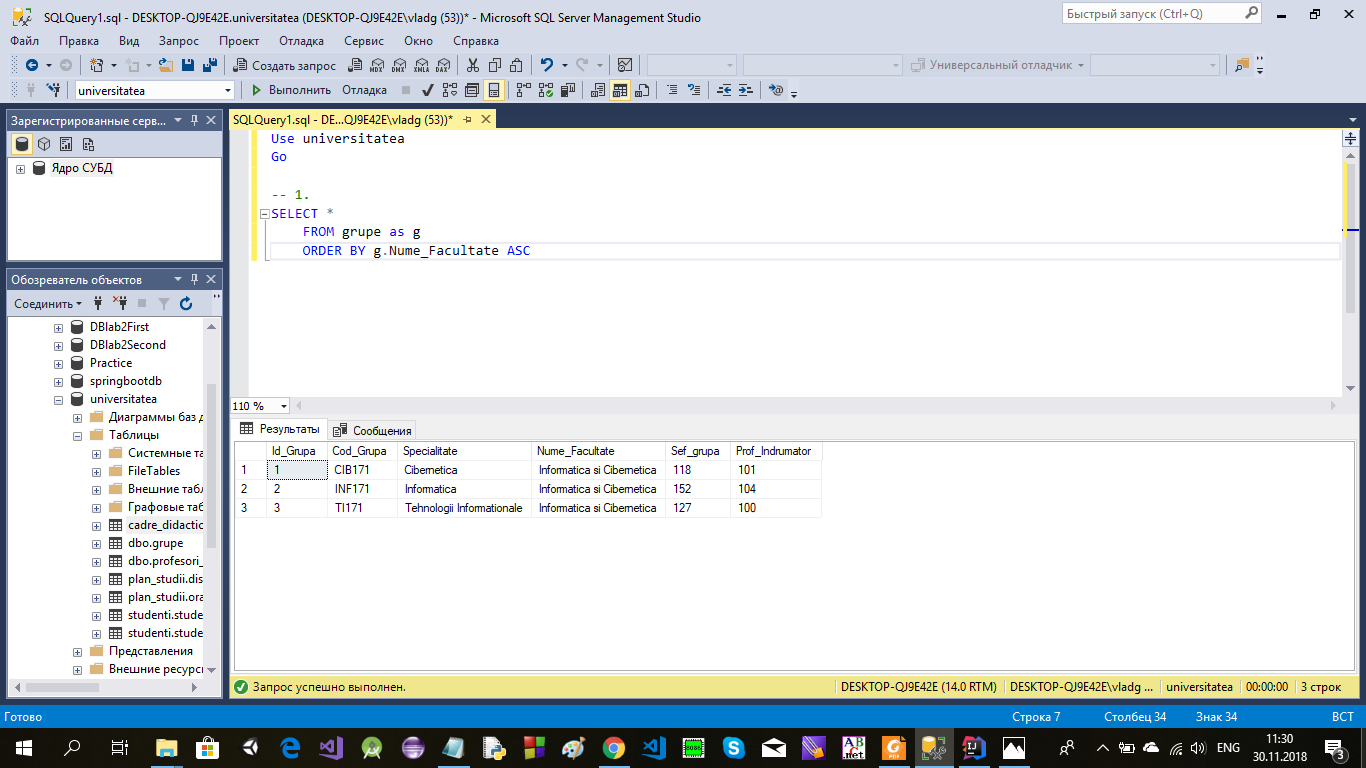 SQLQuery1.sql - DESKTOP-QJ9E42E.universitatea (DESKTOP-QJ9E42E\vladg (53))* - Microsoft SQL Server Management Studio
Быстрый запуск (Ctrl+Q)
Файл Правка Вид Запрос Проект Отладка Сервис Окно Справка
Создать запрос MDX DMX XMLA DAX Универсальный отладчик
universitatea Выполнить Отладка
Зарегистрированные серв...
Ядро СУБД
Обозреватель объектов
Соединить
DBlab2First
DBlab2Second
Practice
springbootdb
universitatea
Диаграммы баз д
Таблицы
Системные та
FileTables
Внешние табл
Графовые таб
cadre_didactic
dbo.grupe
dbo.profesori_
plan_studii.dis
plan_studii.ora
studenti.stude
studenti.stude
Представления
Внешние ресурс
SQLQuery1.sql - DE...QJ9E42E\vladg (53))*
Use universitatea
Go
-- 1.
SELECT *
FROM grupe as g
ORDER BY g.Nume_Facultate ASC
110 %
Результаты Сообщения
Id_Grupa Cod_Grupa Specialitate Nume_Facultate Sef_grupa Prof_Indrumator
1 1 CIB171 Cibernetica Informatica si Cibernetica 118 101
2 2 INF171 Informatica Informatica si Cibernetica 152 104
3 3 TI171 Tehnologii Informationale Informatica si Cibernetica 127 100
Запрос успешно выполнен. DESKTOP-QJ9E42E (14.0 RTM) DESKTOP-QJ9E42E\vladg ... universitatea 00:00:00 3 строк
Готово Строка 7 Столбец 34 Знак 34 ВСТ
ENG 11:30
30.11.2018
3